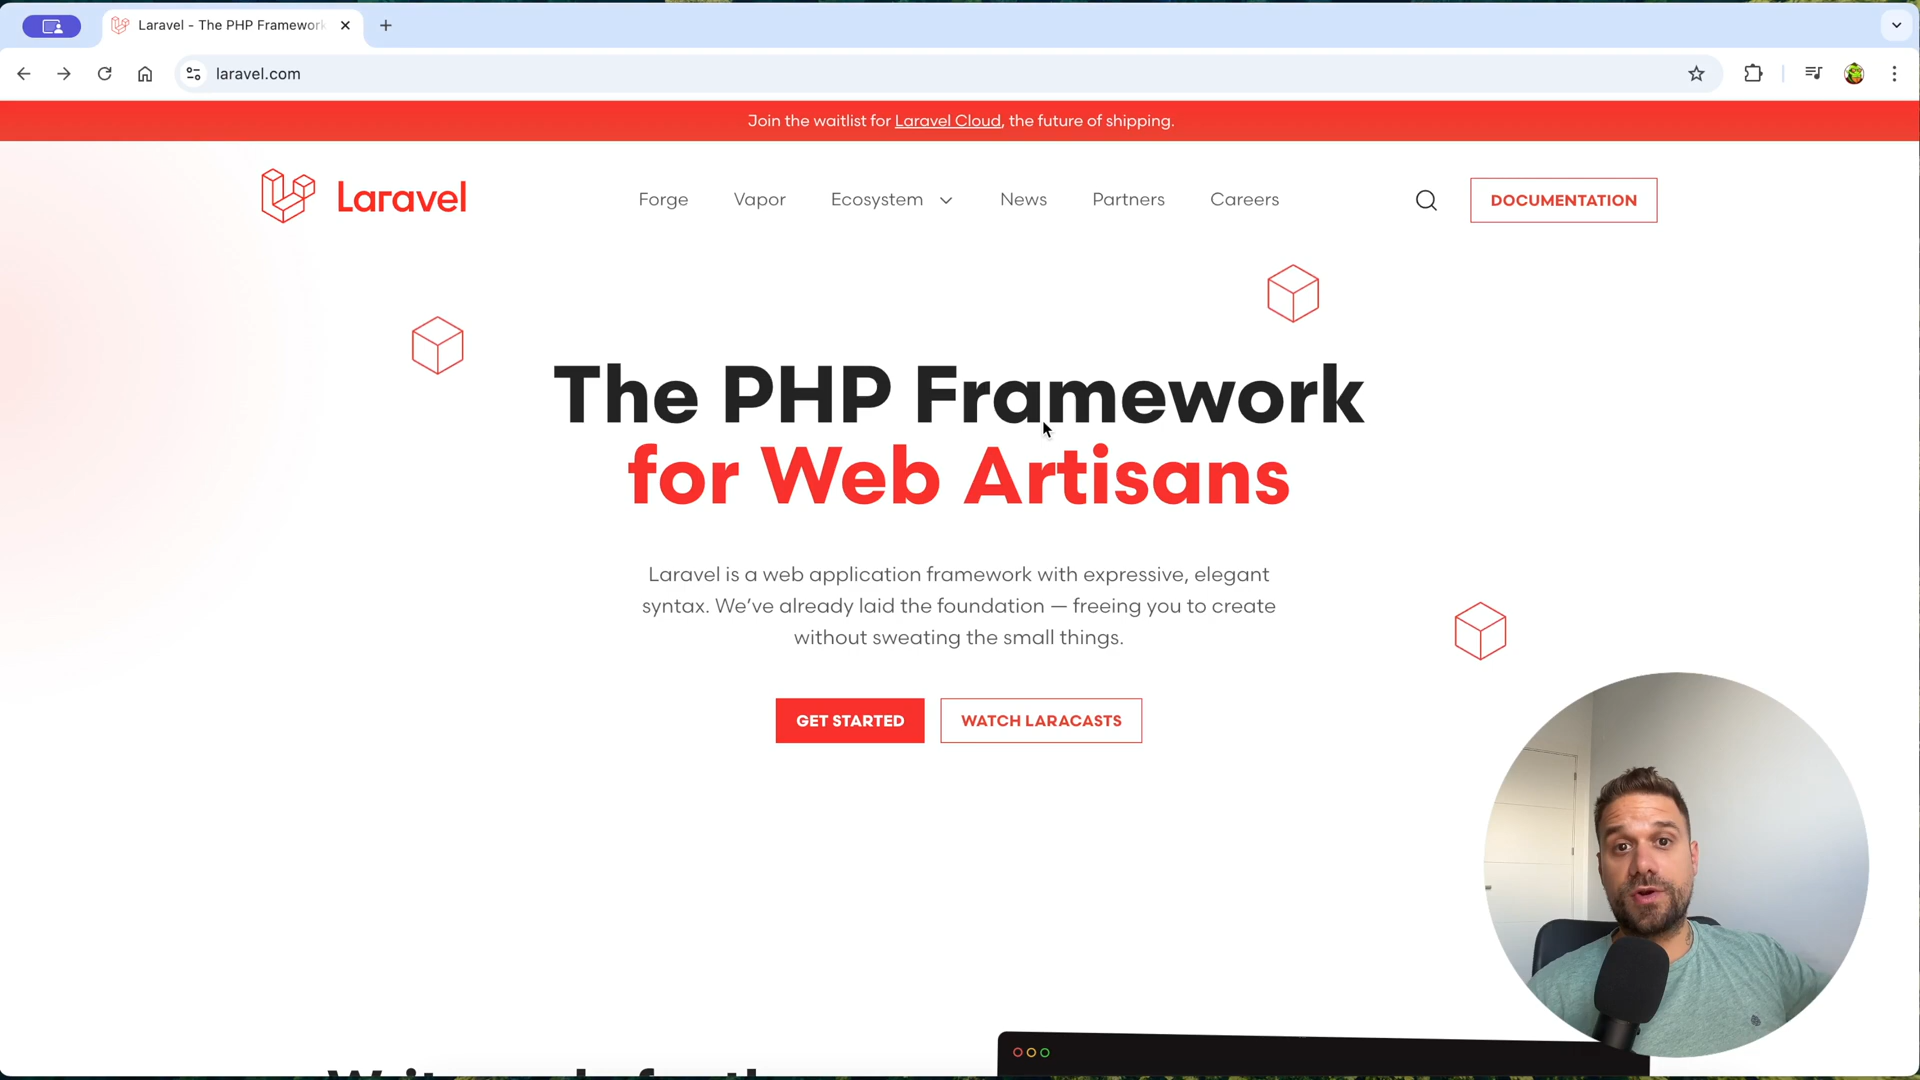 Laravel - The PHP Framework
laravel.com
Join the waitlist for Laravel Cloud, the future of shipping.
Laravel
Forge
Vapor
Ecosystem
News
Partners
Careers
DOCUMENTATION
The PHP Framework
for Web Artisans
Laravel is a web application framework with expressive, elegant
syntax. We’ve already laid the foundation — freeing you to create
without sweating the small things.
GET STARTED
WATCH LARACASTS